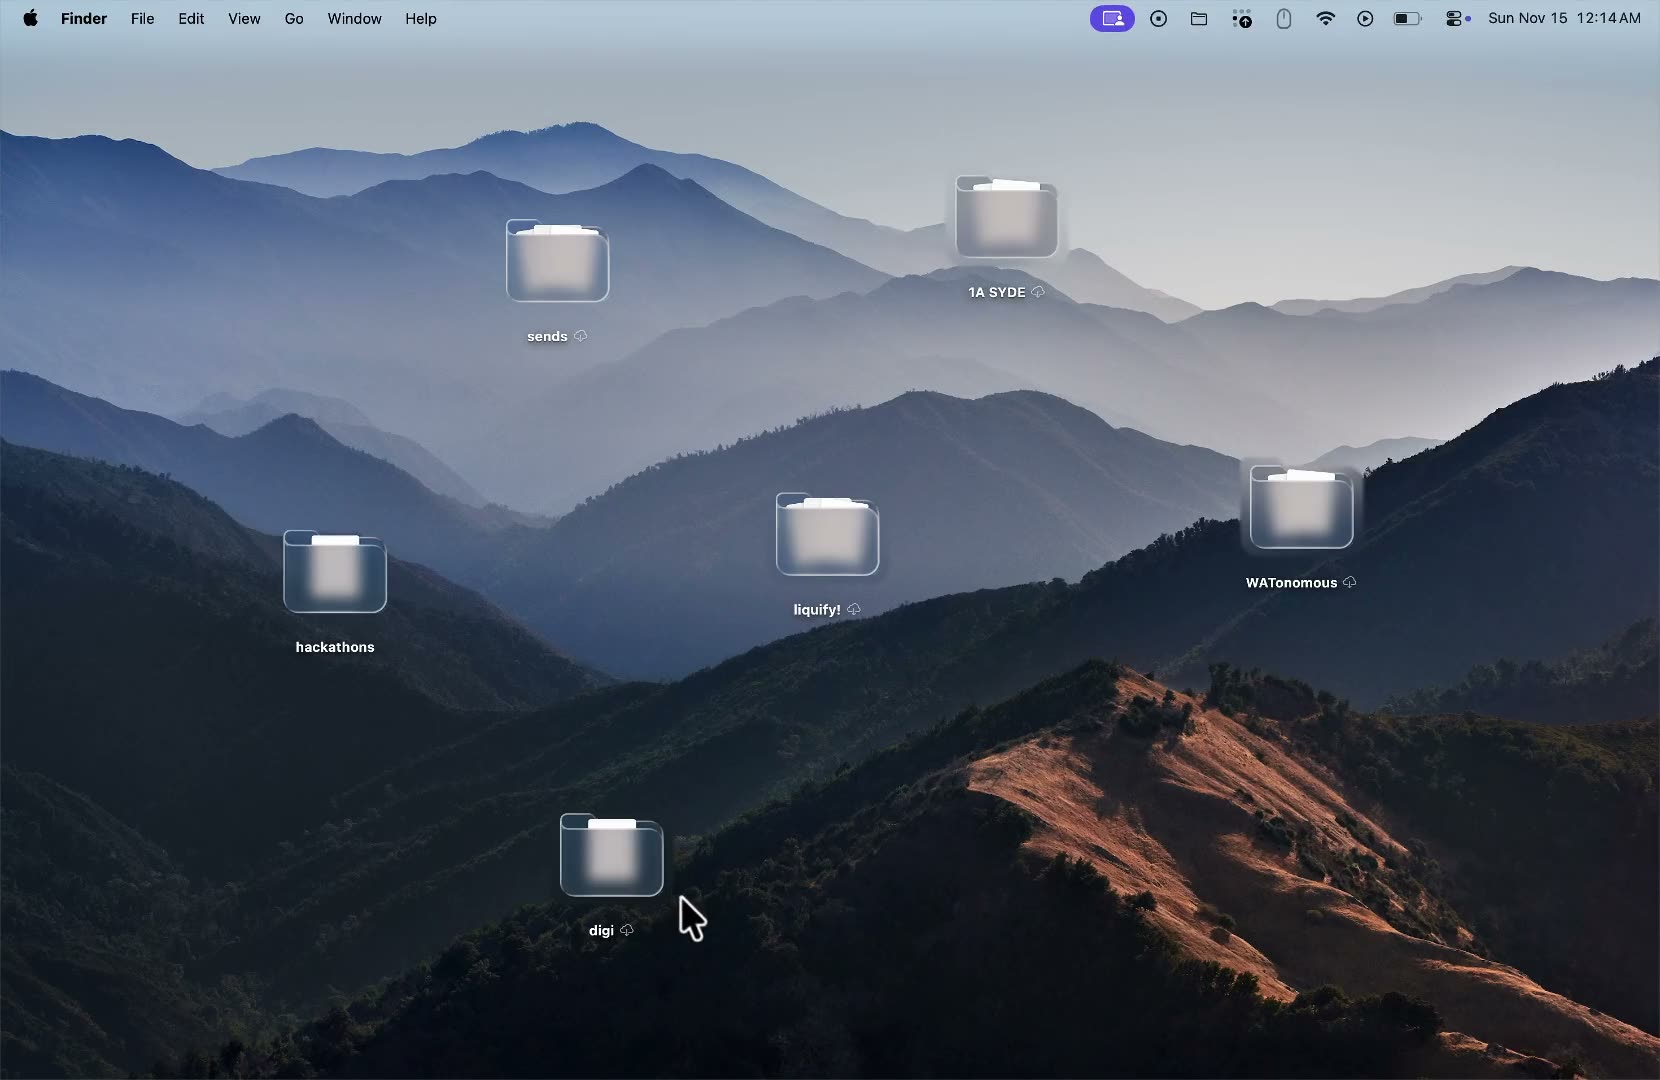 Finder File Edit View Go Window Help Sun Nov 15 12:14 AM
1A SYDE
sends
WATonomous
liquify!
hackathons
digi